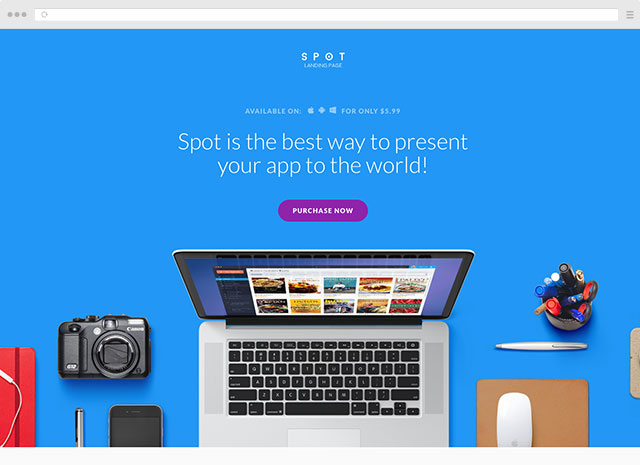 SPOT
LANDING PAGE
AVAILABLE ON: FOR ONLY $5.99
Spot is the best way to present
your app to the world!
PURCHASE NOW
Canon
G12